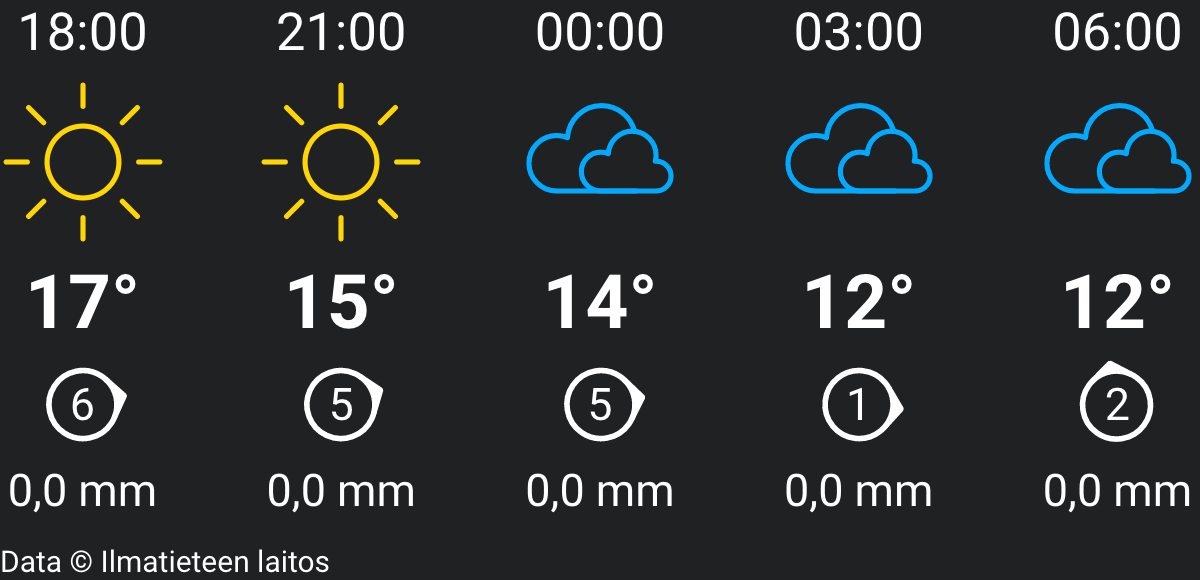 18:00 21:00 00:00 03:00 06:00
17° 15° 14° 12° 12°
6 5 5 1 2
0,0 mm 0,0 mm 0,0 mm 0,0 mm 0,0 mm
Data © Ilmatieteen laitos